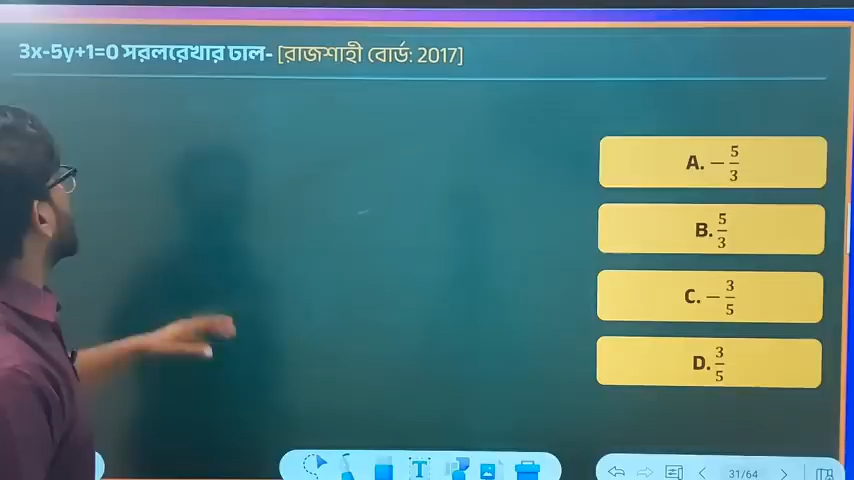 3x-5y+1=0 সরলরেখার ঢাল- [রাজশাহী বোর্ড: 2017]
A. −5/3
B. 5/3
C. −3/5
D. 3/5
T
31/64